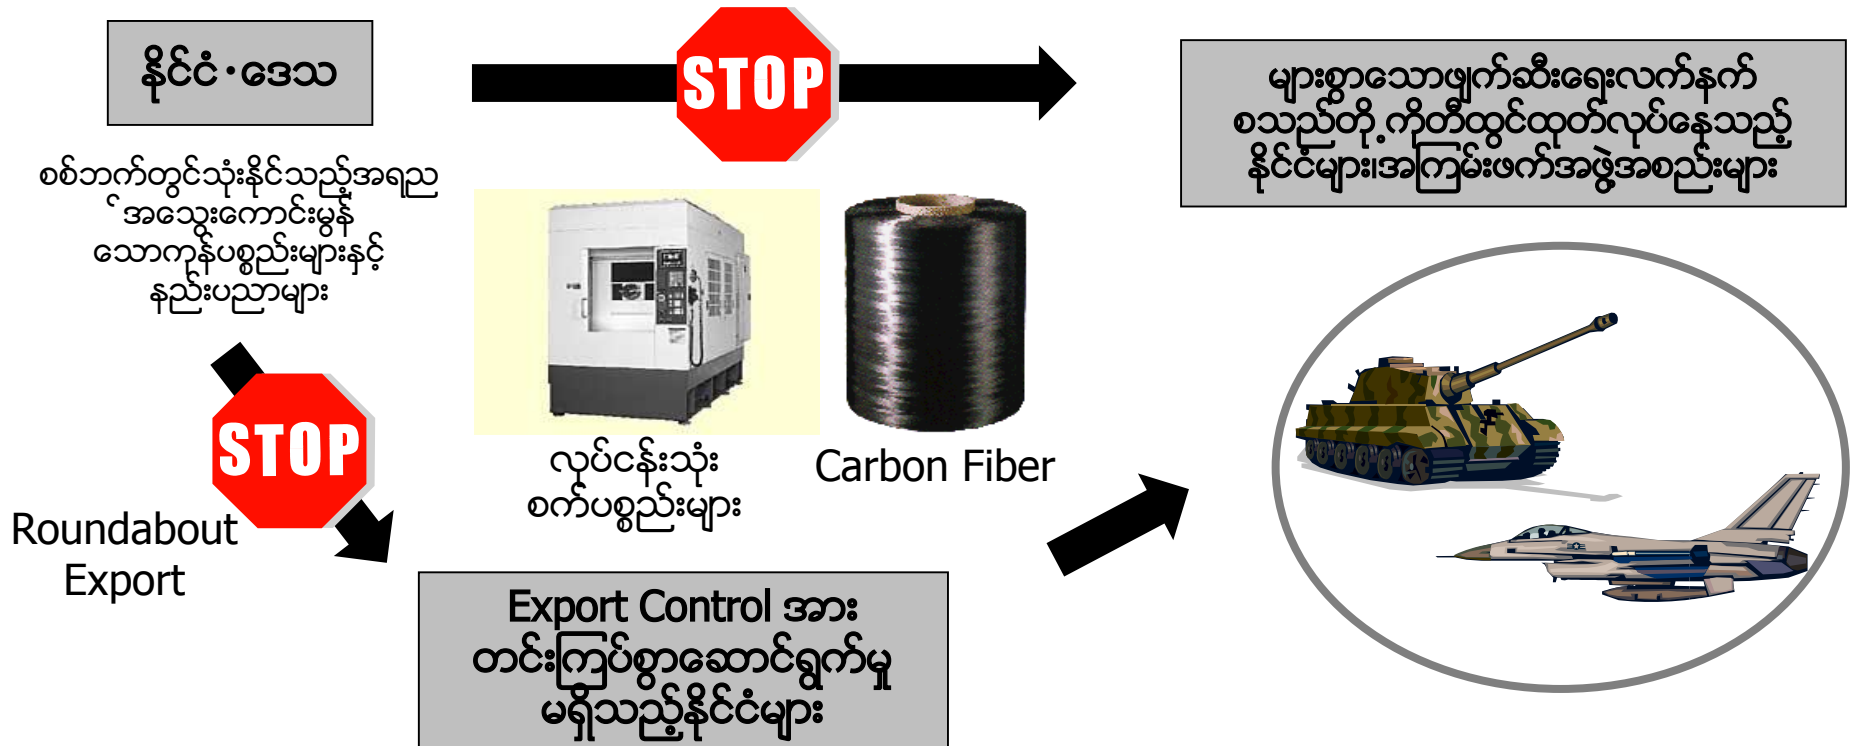 နိုင်ငံ・ဒေသ
STOP
များစွာသောဖျက်ဆီးရေးလက်နက်
စသည်တို့ကိုတီထွင်ထုတ်လုပ်နေသည့်
နိုင်ငံများ၊အကြမ်းဖက်အဖွဲ့အစည်းများ
စစ်ဘက်တွင်သုံးနိုင်သည့်အရည
်အသွေးကောင်းမွန်
သောကုန်ပစ္စည်းများနှင့်
နည်းပညာများ
STOP
Roundabout
Export
လုပ်ငန်းသုံး
စက်ပစ္စည်းများ
Carbon Fiber
Export Control အား
တင်းကြပ်စွာဆောင်ရွက်မှု
မရှိသည့်နိုင်ငံများ